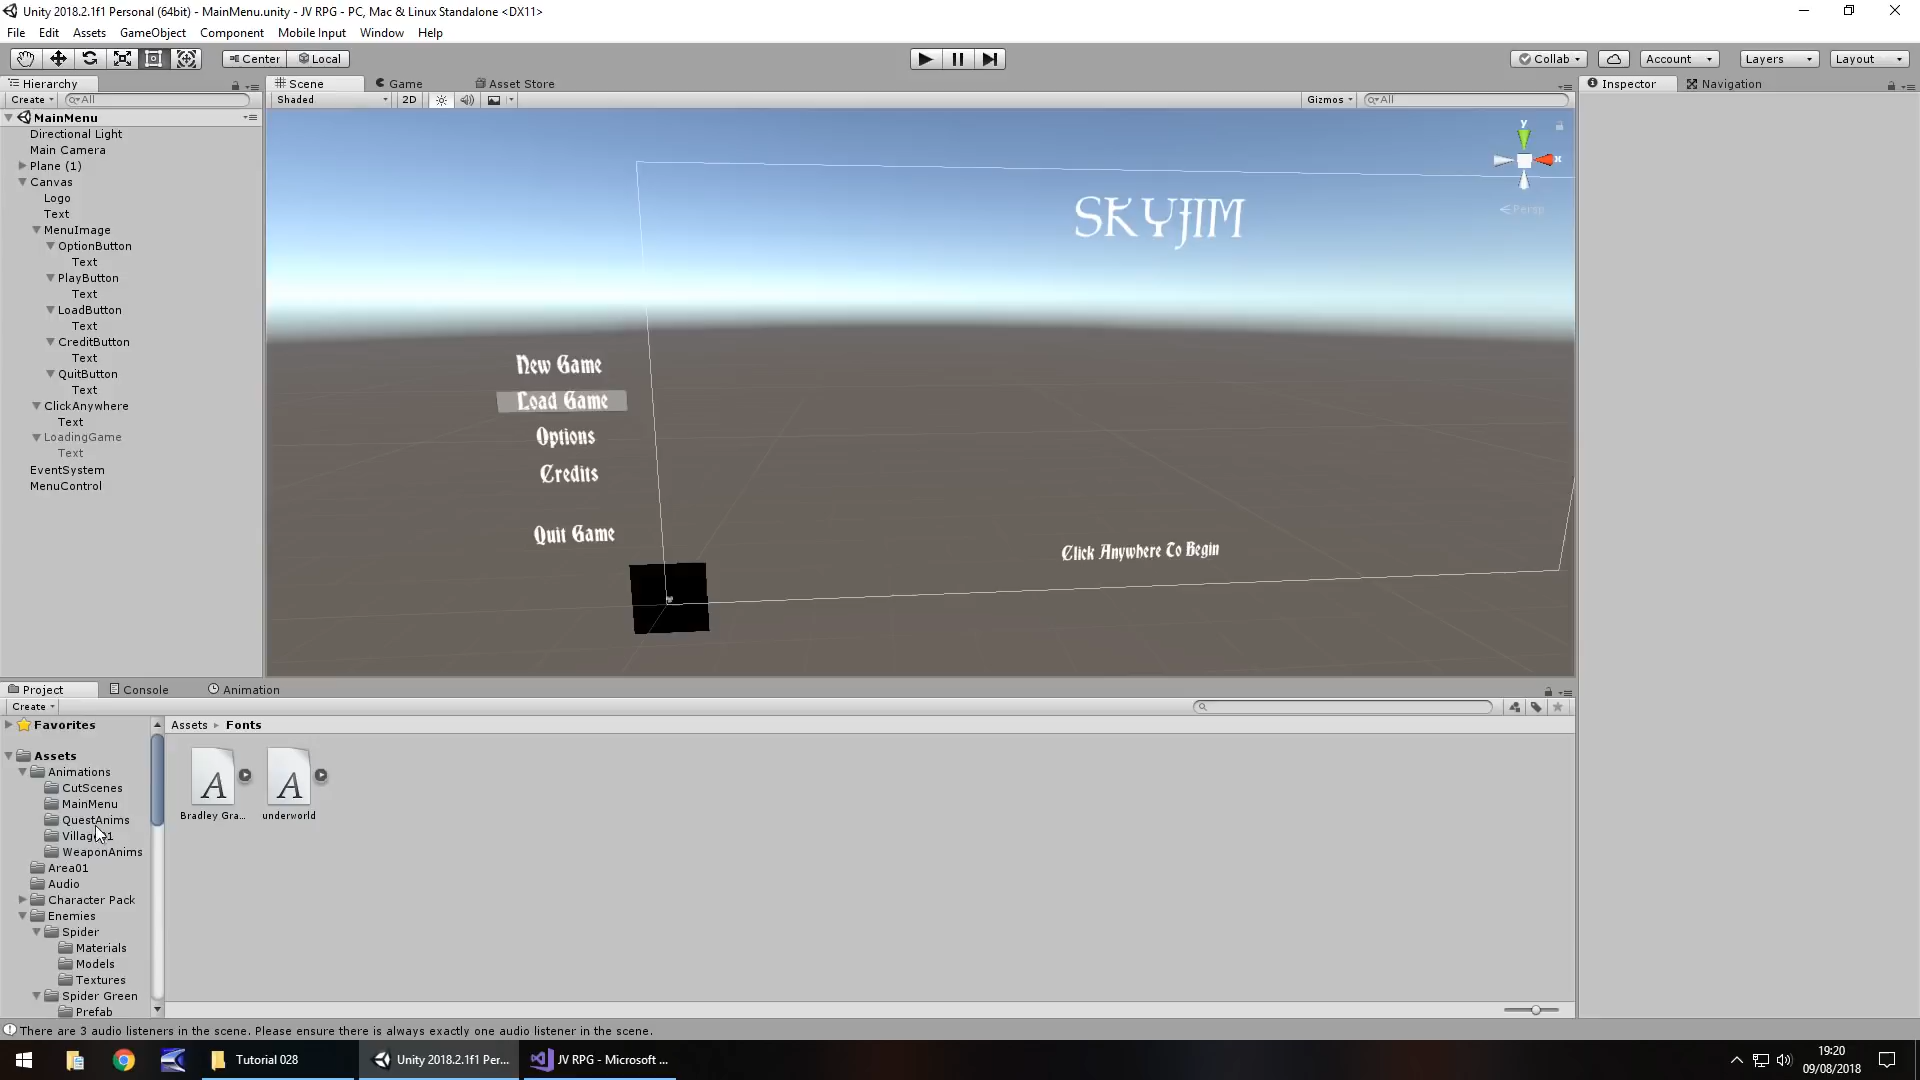 Unity 2018.2.1f1 Personal (64bit) - MainMenu.unity - JV RPG - PC, Mac & Linux Standalone <DX11>
File Edit Assets GameObject Component Mobile Input Window Help
Center Local Collab Account Layers Layout
Hierarchy Scene Game Asset Store Inspector Navigation
Create All Shaded 2D Gizmos All
MainMenu
Directional Light
Main Camera
Plane (1)
Canvas
Logo
Text
MenuImage
OptionButton
Text
PlayButton
Text
LoadButton
Text
CreditButton
Text
QuitButton
Text
ClickAnywhere
Text
LoadingGame
Text
EventSystem
MenuControl
y
x
Persp
SKYJIM
New Game
Load Game
Options
Credits
Quit Game
Click Anywhere To Begin
Project Console Animation
Create
Favorites
Assets
Animations
CutScenes
MainMenu
QuestAnims
Village01
WeaponAnims
Area01
Audio
Character Pack
Enemies
Spider
Materials
Models
Textures
Spider Green
Prefab
Assets Fonts
A A
Bradley Gra... underworld
There are 3 audio listeners in the scene. Please ensure there is always exactly one audio listener in the scene.
Tutorial 028 Unity 2018.2.1f1 Per... JV RPG - Microsoft ...
19:20
09/08/2018